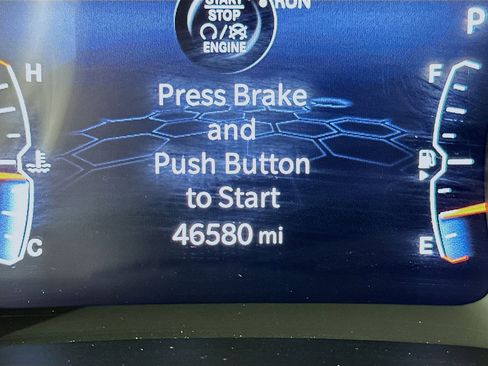 START
RUN
STOP
ENGINE
P
H
F
Press Brake
and
Push Button
to Start
46580 mi
C
E